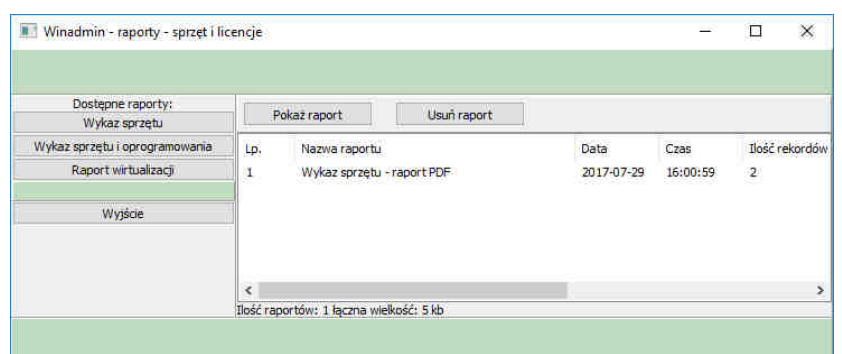 Winadmin - raporty - sprzęt i licencje
Dostępne raporty:
Wykaz sprzętu
Wykaz sprzętu i oprogramowania
Raport wirtualizacji
Wyjście
Pokaż raport Usuń raport
Lp. Nazwa raportu Data Czas Ilość rekordów
1 Wykaz sprzętu - raport PDF 2017-07-29 16:00:59 2
Ilość raportów: 1 łączna wielkość: 5 kb